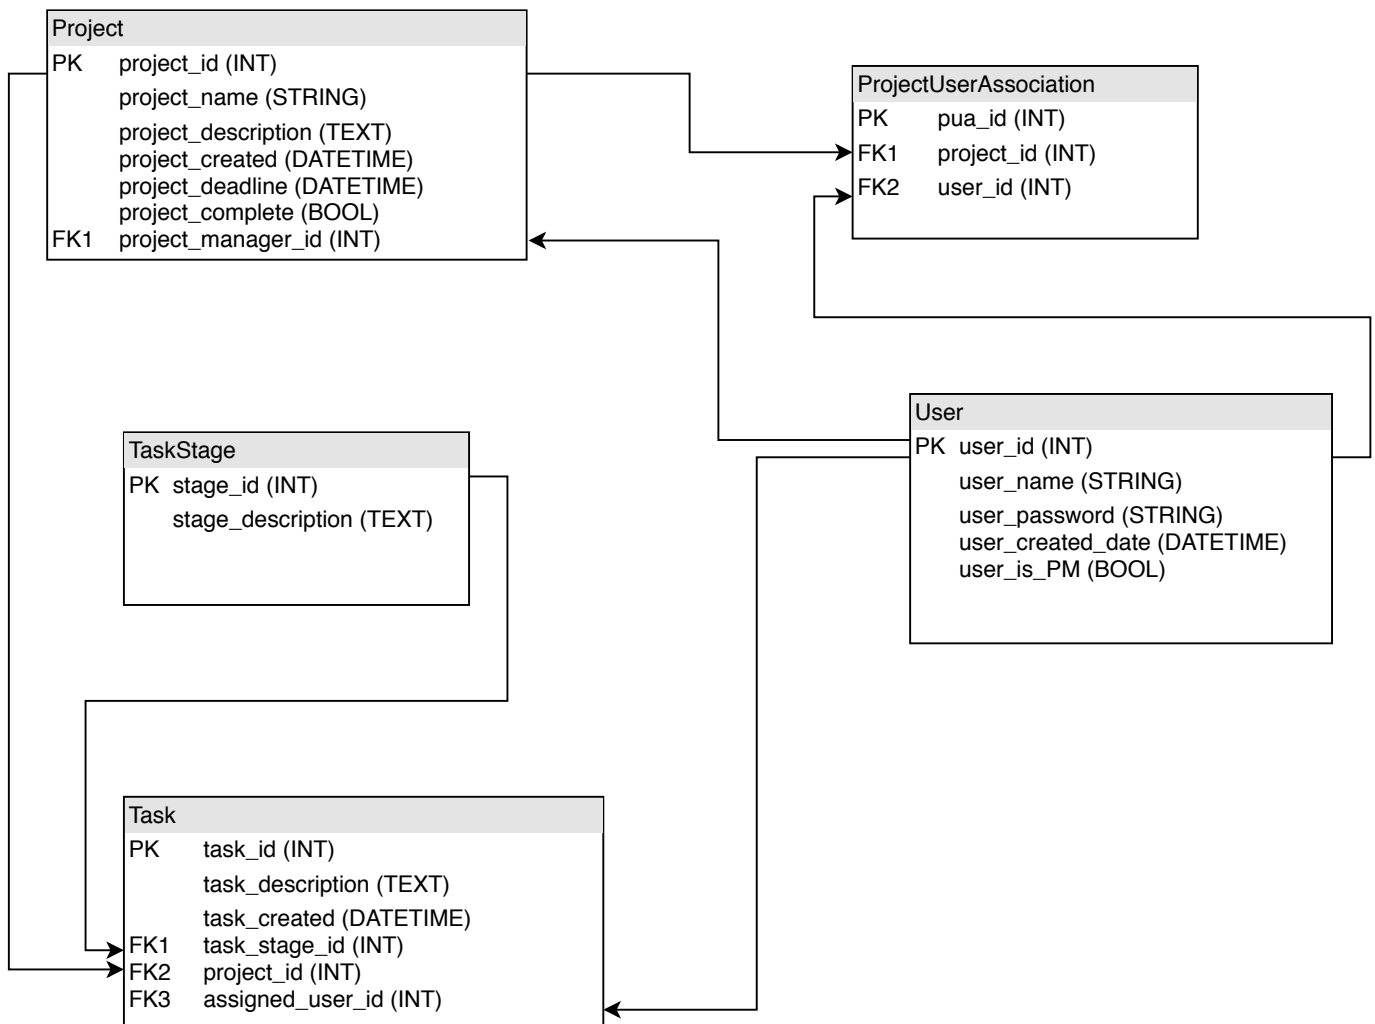 Project
PK project_id (INT)
project_name (STRING)
project_description (TEXT)
project_created (DATETIME)
project_deadline (DATETIME)
project_complete (BOOL)
FK1 project_manager_id (INT)
ProjectUserAssociation
PK pua_id (INT)
FK1 project_id (INT)
FK2 user_id (INT)
TaskStage
PK stage_id (INT)
stage_description (TEXT)
User
PK user_id (INT)
user_name (STRING)
user_password (STRING)
user_created_date (DATETIME)
user_is_PM (BOOL)
Task
PK task_id (INT)
task_description (TEXT)
task_created (DATETIME)
FK1 task_stage_id (INT)
FK2 project_id (INT)
FK3 assigned_user_id (INT)